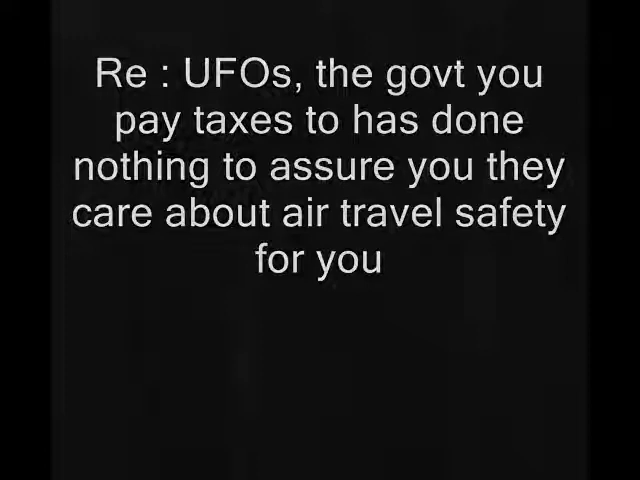 Re : UFOs, the govt you
pay taxes to has done
nothing to assure you they
care about air travel safety
for you